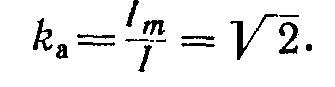 kₐ = Iₘ/I = √2.